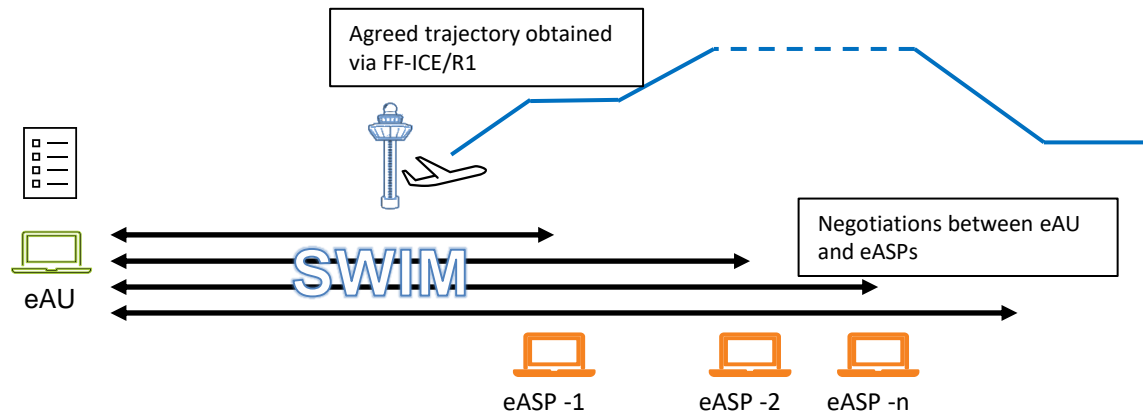 Agreed trajectory obtained
via FF-ICE/R1
Negotiations between eAU
and eASPs
SWIM
eAU
eASP -1
eASP -2
eASP -n